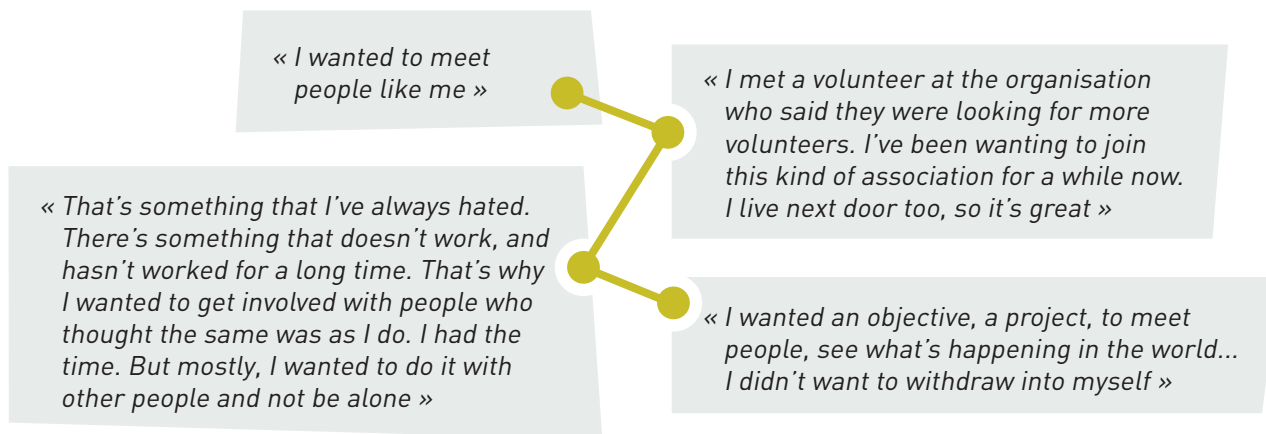 « I wanted to meet
people like me »
« I met a volunteer at the organisation
who said they were looking for more
volunteers. I’ve been wanting to join
this kind of association for a while now.
I live next door too, so it’s great »
« That’s something that I’ve always hated.
There’s something that doesn’t work, and
hasn’t worked for a long time. That’s why
I wanted to get involved with people who
thought the same was as I do. I had the
time. But mostly, I wanted to do it with
other people and not be alone »
« I wanted an objective, a project, to meet
people, see what’s happening in the world...
I didn’t want to withdraw into myself »